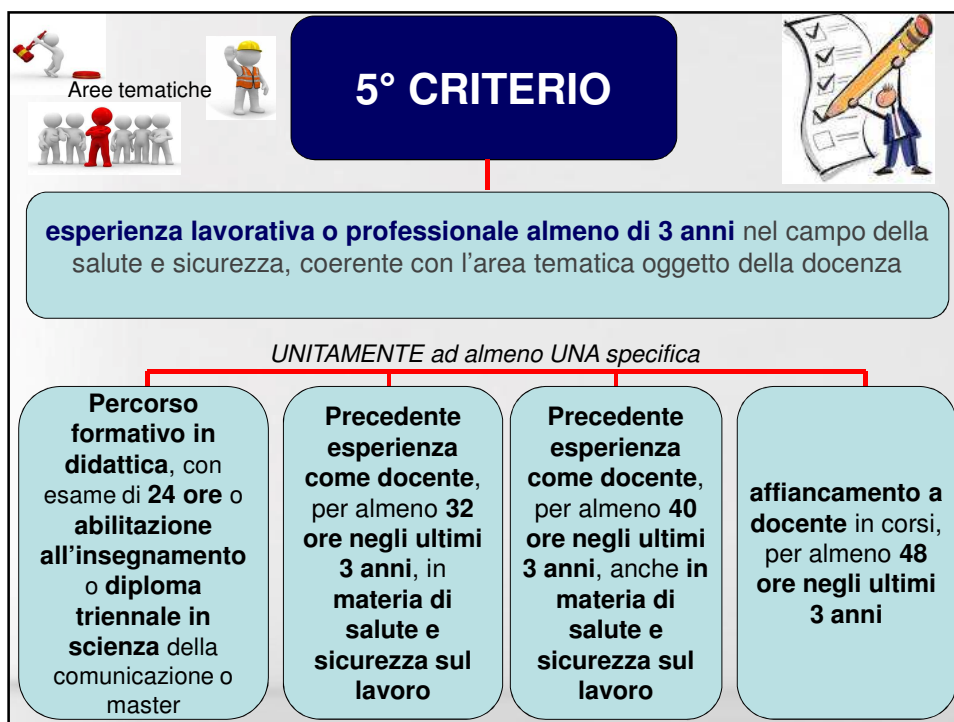 Aree tematiche
5° CRITERIO
esperienza lavorativa o professionale almeno di 3 anni nel campo della
salute e sicurezza, coerente con l'area tematica oggetto della docenza
UNITAMENTE ad almeno UNA specifica
Percorso
formativo in
didattica, con
esame di 24 ore o
abilitazione
all'insegnamento
o diploma
triennale in
scienza della
comunicazione o
master
Precedente
esperienza
come docente,
per almeno 32
ore negli ultimi
3 anni, in
materia di
salute e
sicurezza sul
lavoro
Precedente
esperienza
come docente,
per almeno 40
ore negli ultimi
3 anni, anche in
materia di
salute e
sicurezza sul
lavoro
affiancamento a
docente in corsi,
per almeno 48
ore negli ultimi
3 anni